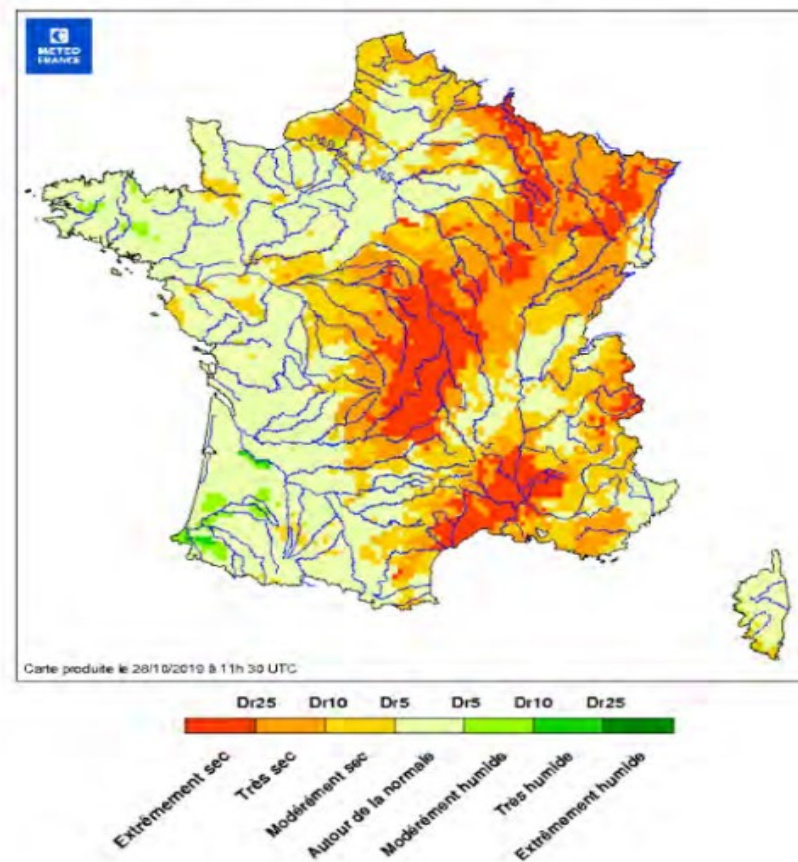 METEO
FRANCE
Carte produite le 28/10/2019 à 11h 30 UTC
Dr25 Dr10 Dr5 Dr5 Dr10 Dr25
Extrêmement sec
Très sec
Modérément sec
Autour de la normale
Modérément humide
Très humide
Extrêmement humide